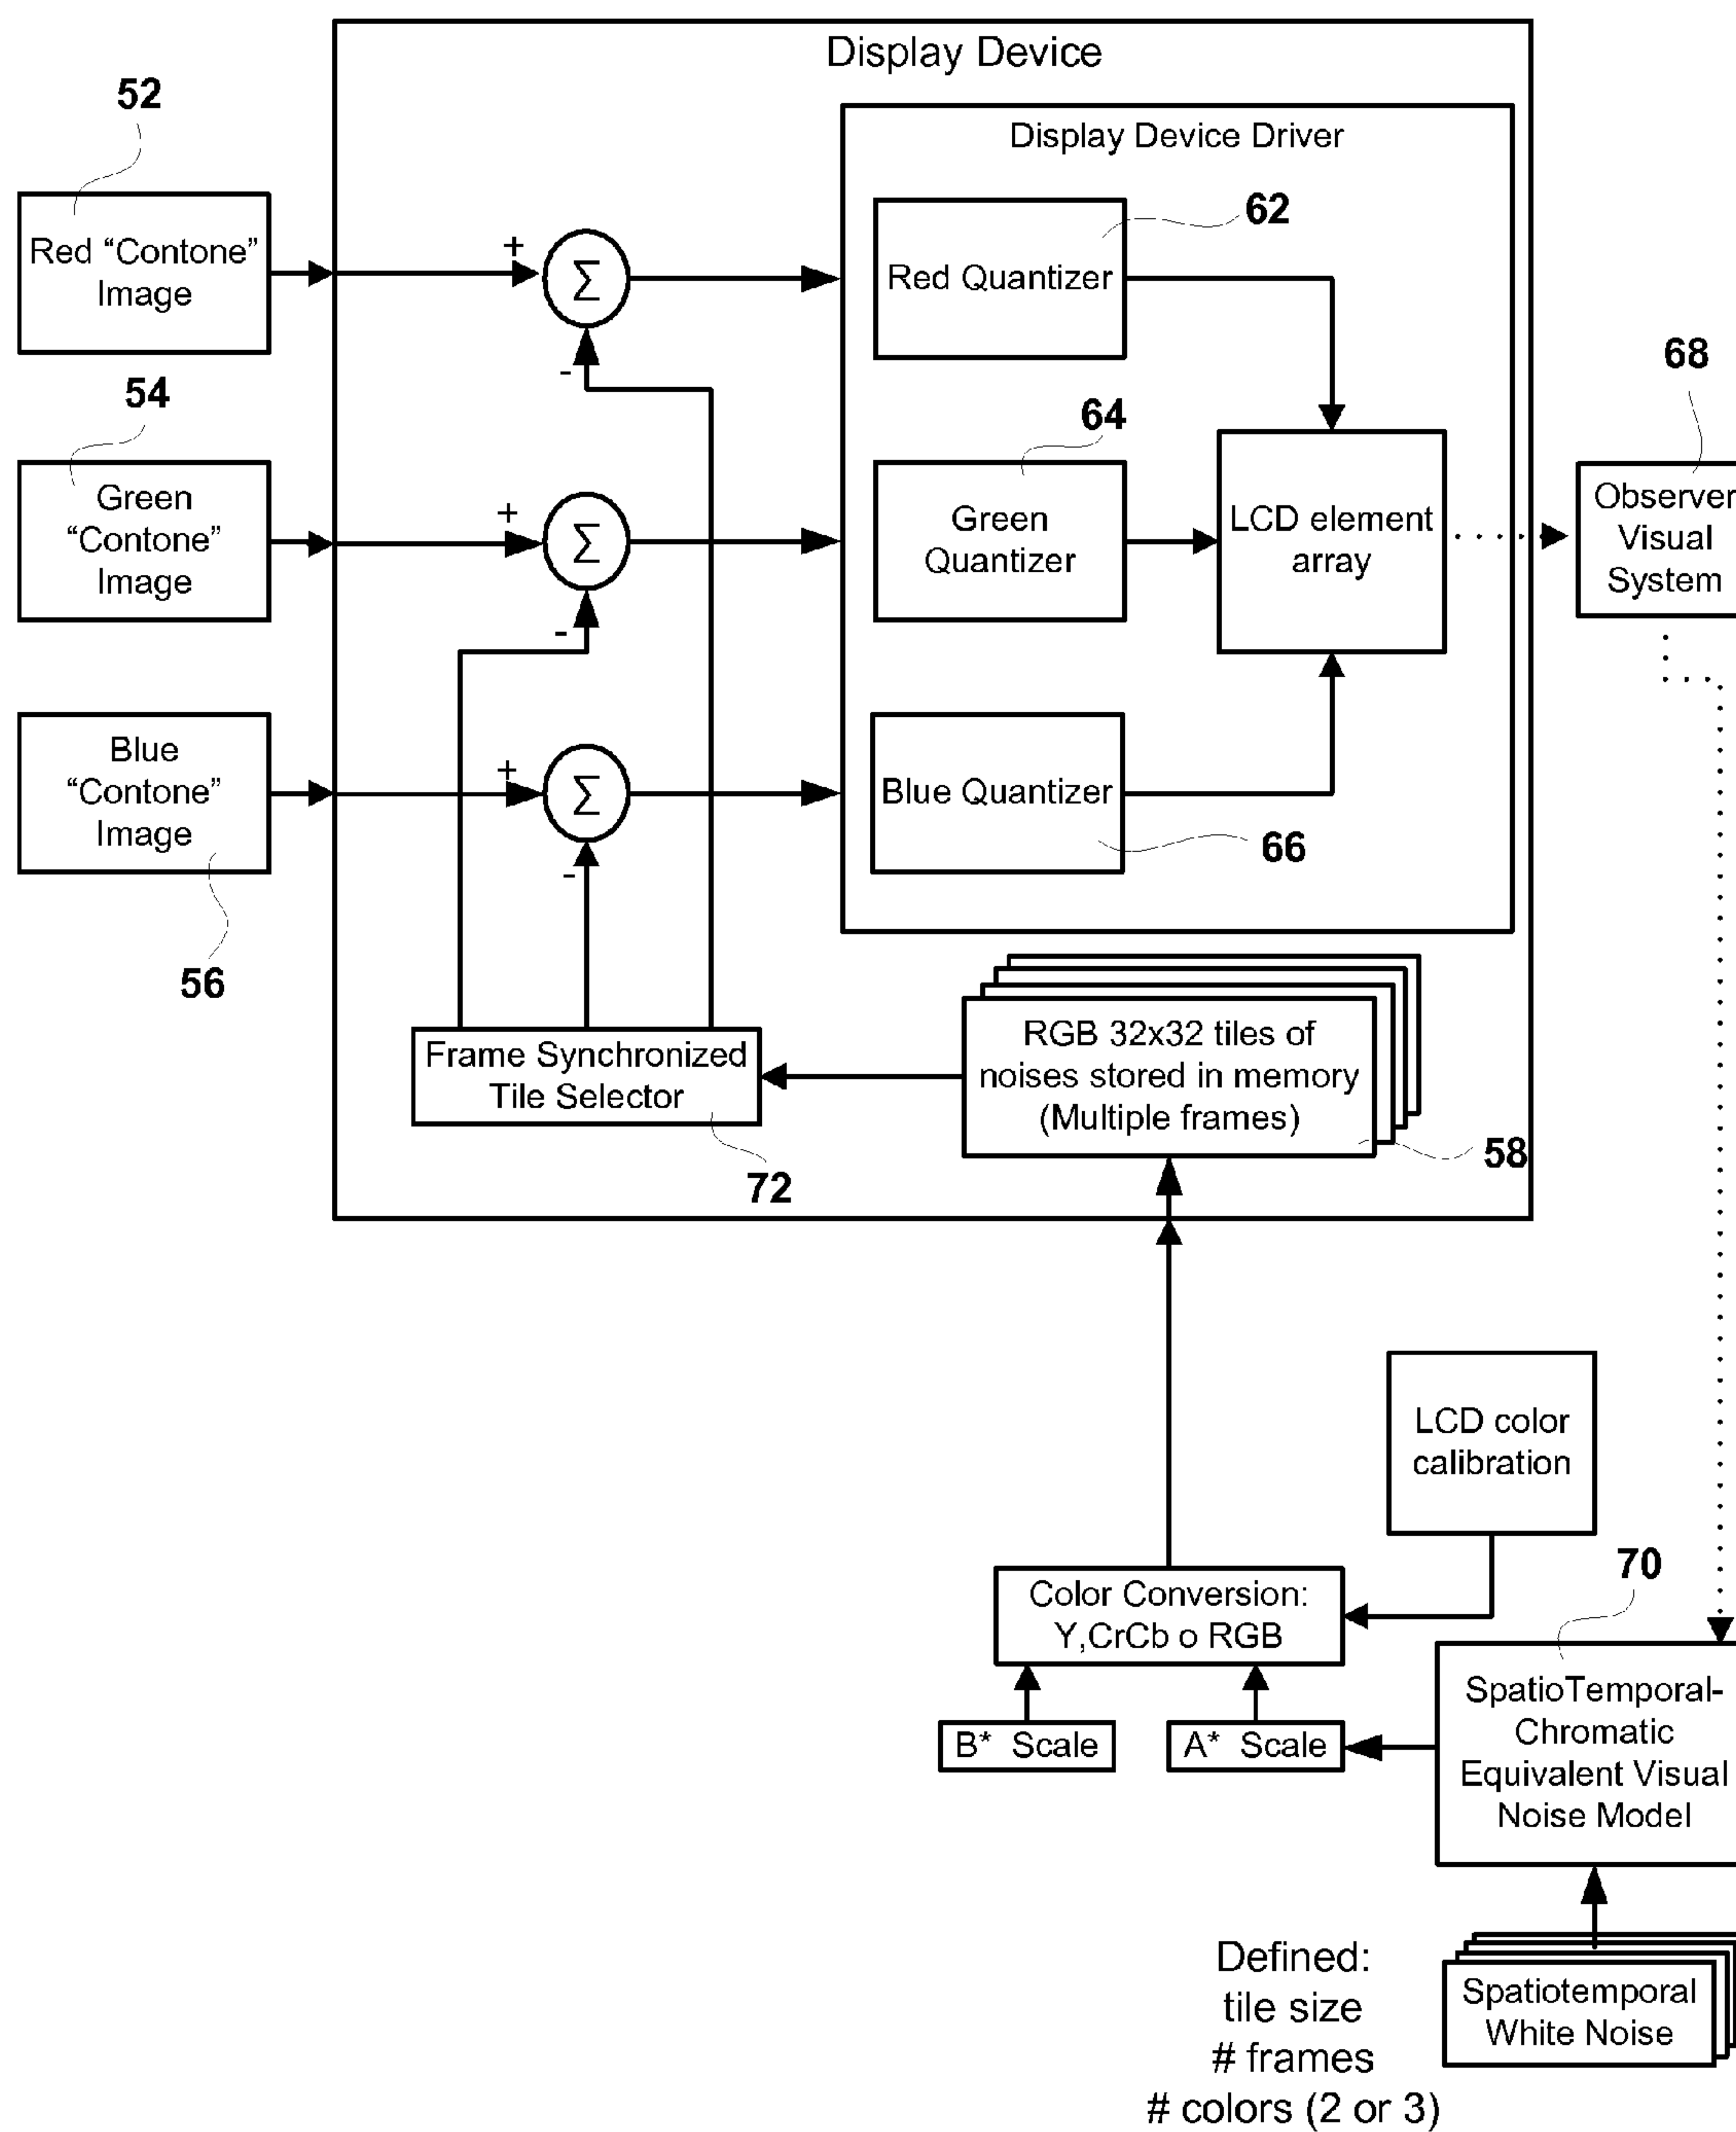 Display Device
52
Display Device Driver
Red “Contone”
Image
+
Σ
-
Red Quantizer
62
54
Green
“Contone”
Image
+
Σ
-
64
Green
Quantizer
LCD element
array
68
Observer
Visual
System
Blue
“Contone”
Image
56
+
Σ
-
Blue Quantizer
66
Frame Synchronized
Tile Selector
72
RGB 32x32 tiles of
noises stored in memory
(Multiple frames)
58
LCD color
calibration
Color Conversion:
Y,CrCb o RGB
70
B* Scale
A* Scale
SpatioTemporal-
Chromatic
Equivalent Visual
Noise Model
Defined:
tile size
# frames
# colors (2 or 3)
Spatiotemporal
White Noise